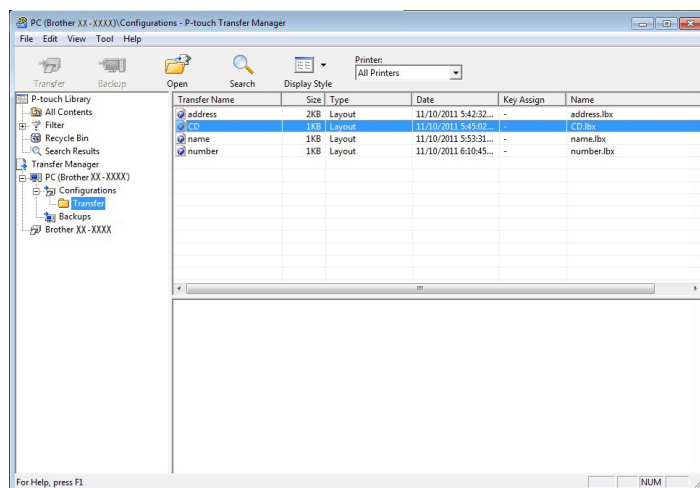 PC (Brother XX-XXXX)\Configurations - P-touch Transfer Manager
File Edit View Tool Help
Transfer Backup Open Search Display Style
Printer:
All Printers
P-touch Library
All Contents
Filter
Recycle Bin
Search Results
Transfer Manager
PC (Brother XX-XXXX)
Configurations
Transfer
Backups
Brother XX-XXXX
Transfer Name Size Type Date Key Assign Name
address 2KB Layout 11/10/2011 5:42:32... - address.lbx
CD 1KB Layout 11/10/2011 5:45:02... - CD.lbx
name 1KB Layout 11/10/2011 5:53:31... - name.lbx
number 1KB Layout 11/10/2011 6:10:45... - number.lbx
For Help, press F1
NUM